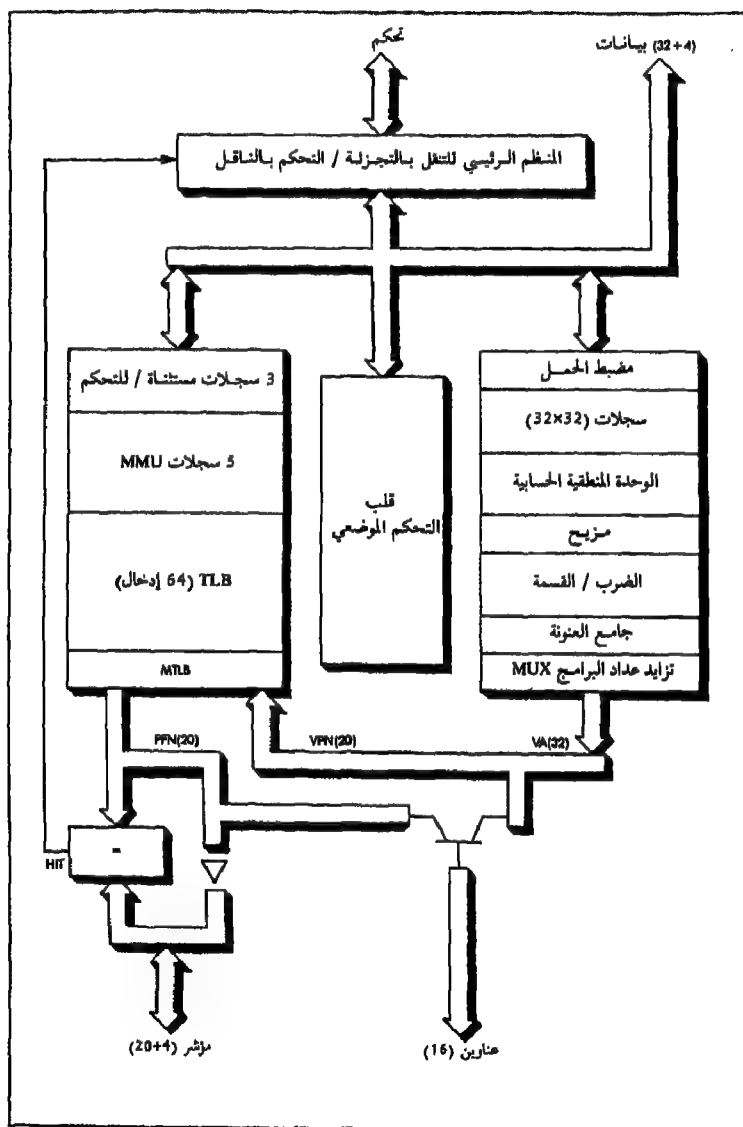 تحكم
بيانات (32+4)
المنظم الرئيسي للتنقل بالتجزئة / التحكم بالناقل
3 سجلات مستثناة / للتحكم
5 سجلات MMU
TLB (64 إدخال)
MTLB
قلب
التحكم الموضعي
مضبط الحمل
سجلات (32×32)
الوحدة المنطقية الحسابية
مزيح
الضرب / القسمة
جامع العنونة
تزايد عداد البرامج MUX
PFN(20)
VPN(20)
VA(32)
=
HIT
مؤشر (20+4)
عناوين (16)